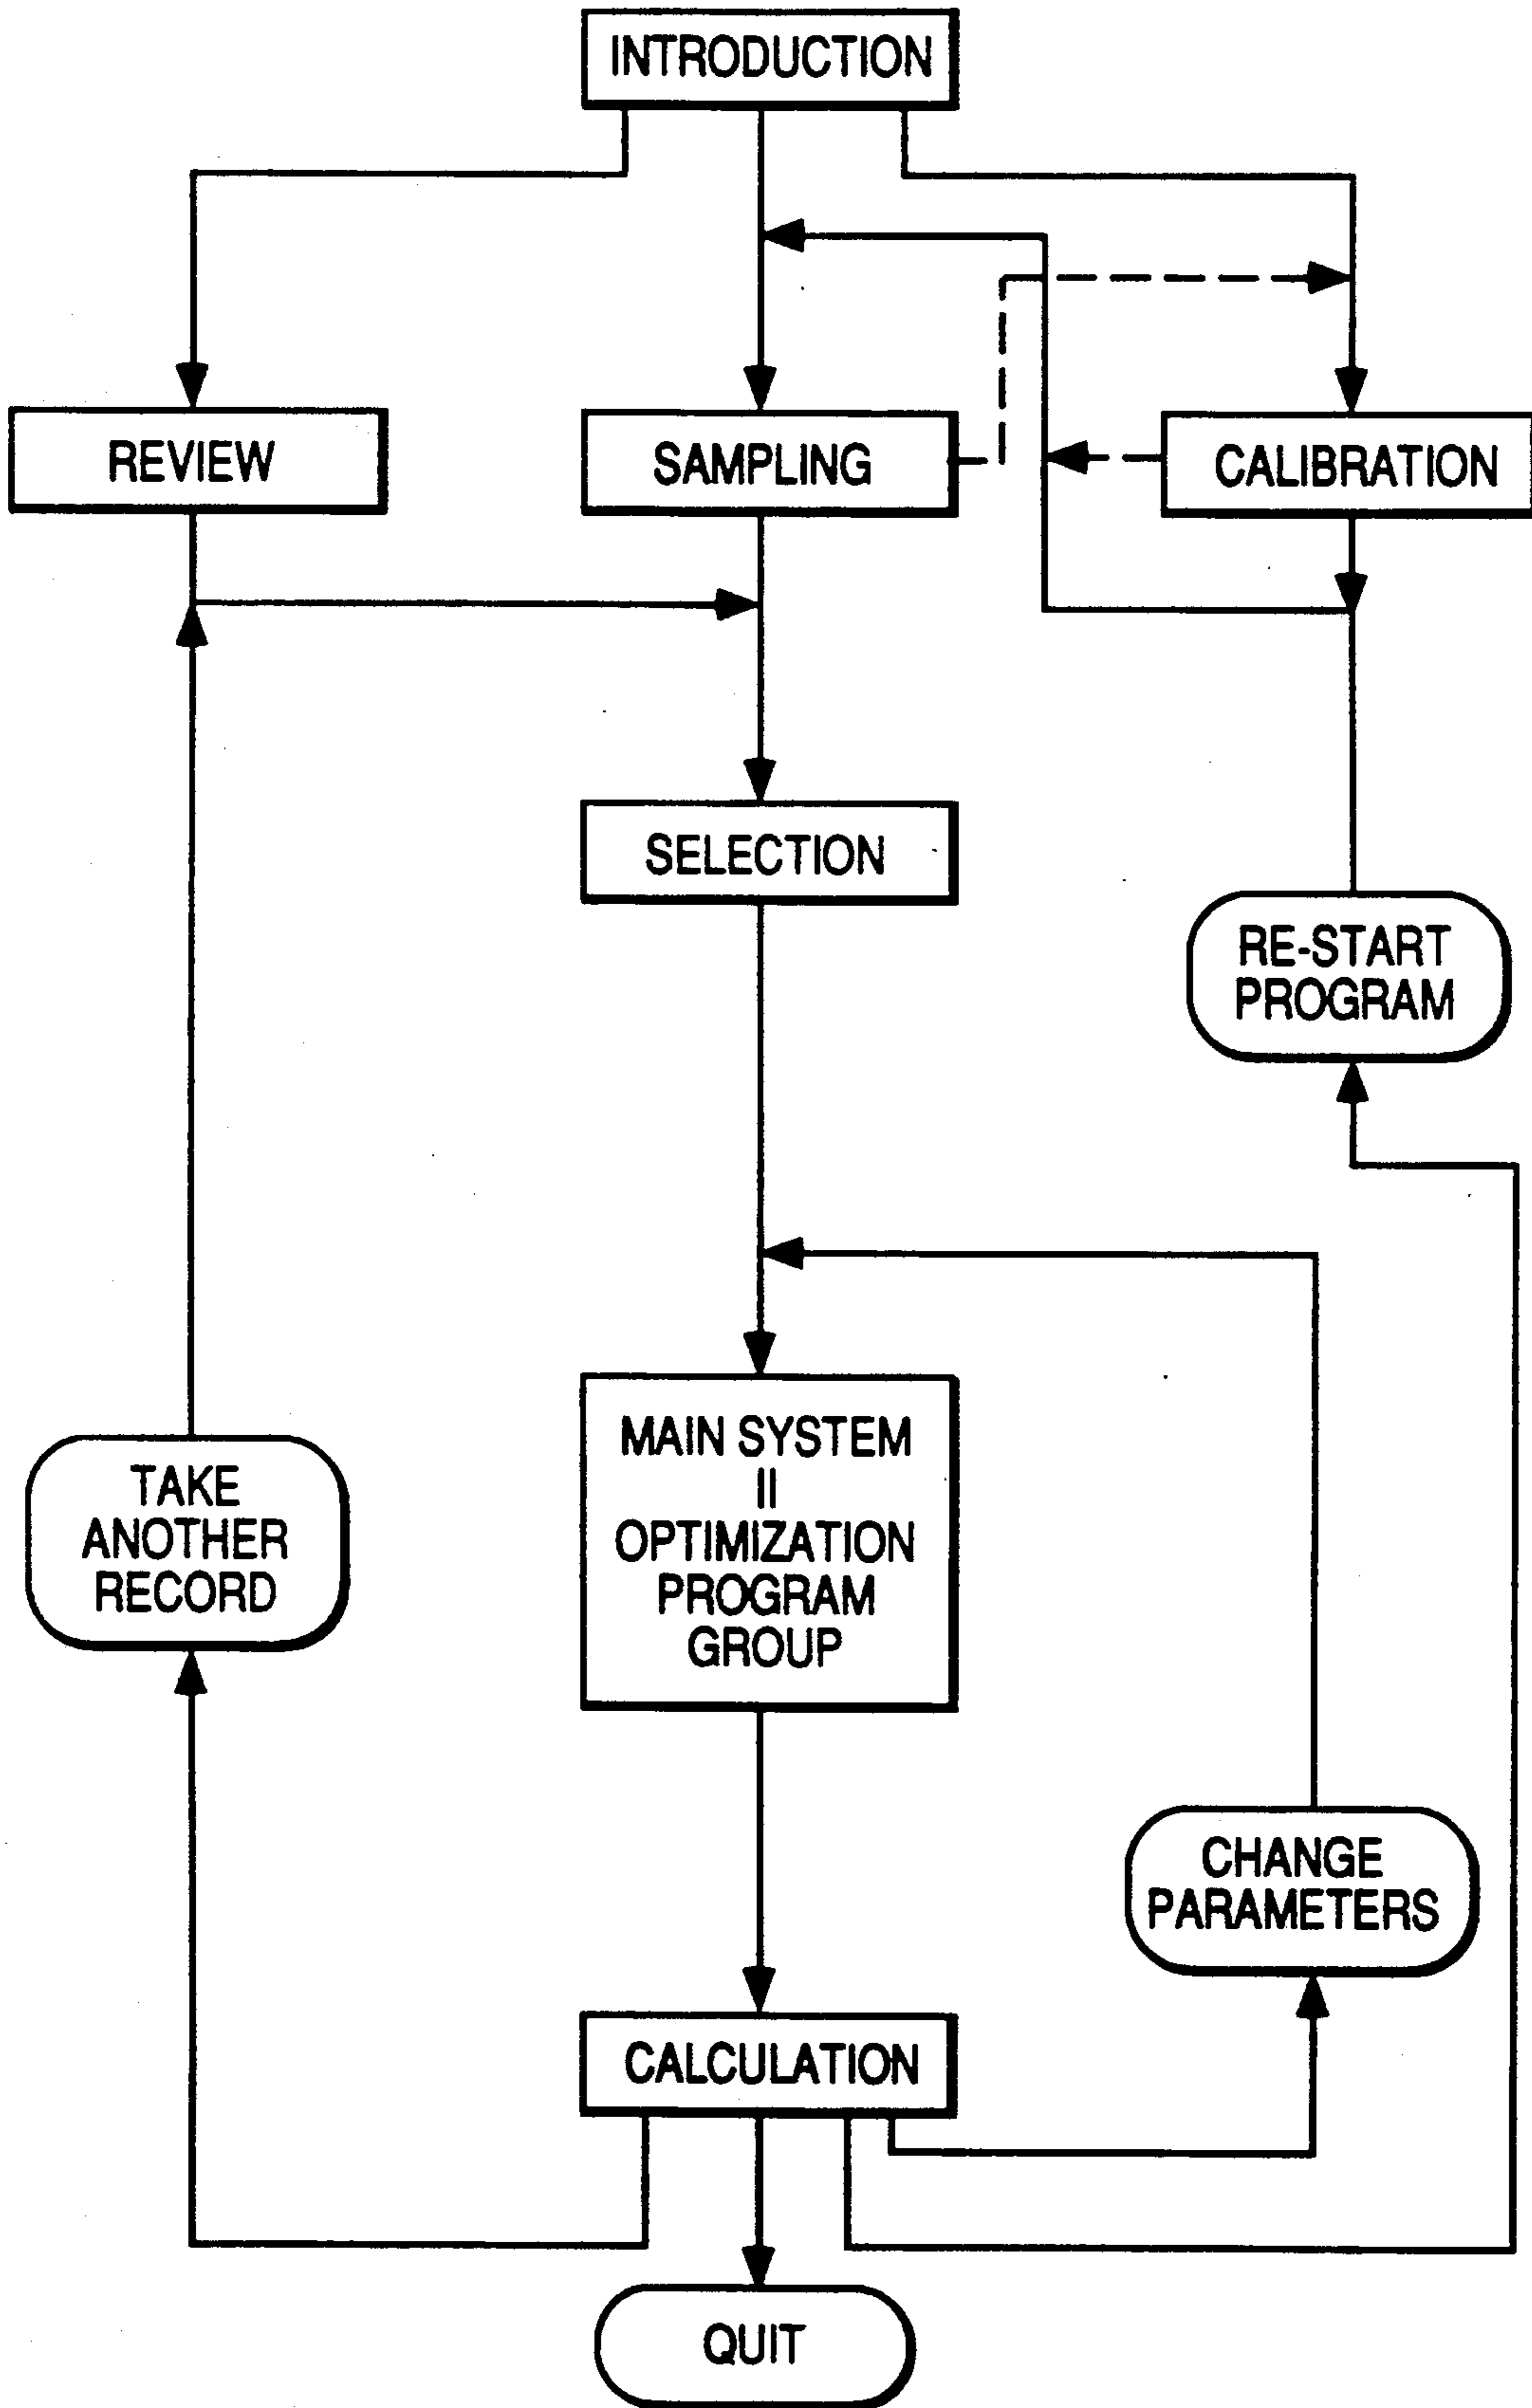 INTRODUCTION
REVIEW
SAMPLING
CALIBRATION
SELECTION
RE-START
PROGRAM
MAIN SYSTEM
=
OPTIMIZATION
PROGRAM
GROUP
TAKE
ANOTHER
RECORD
CHANGE
PARAMETERS
CALCULATION
QUIT